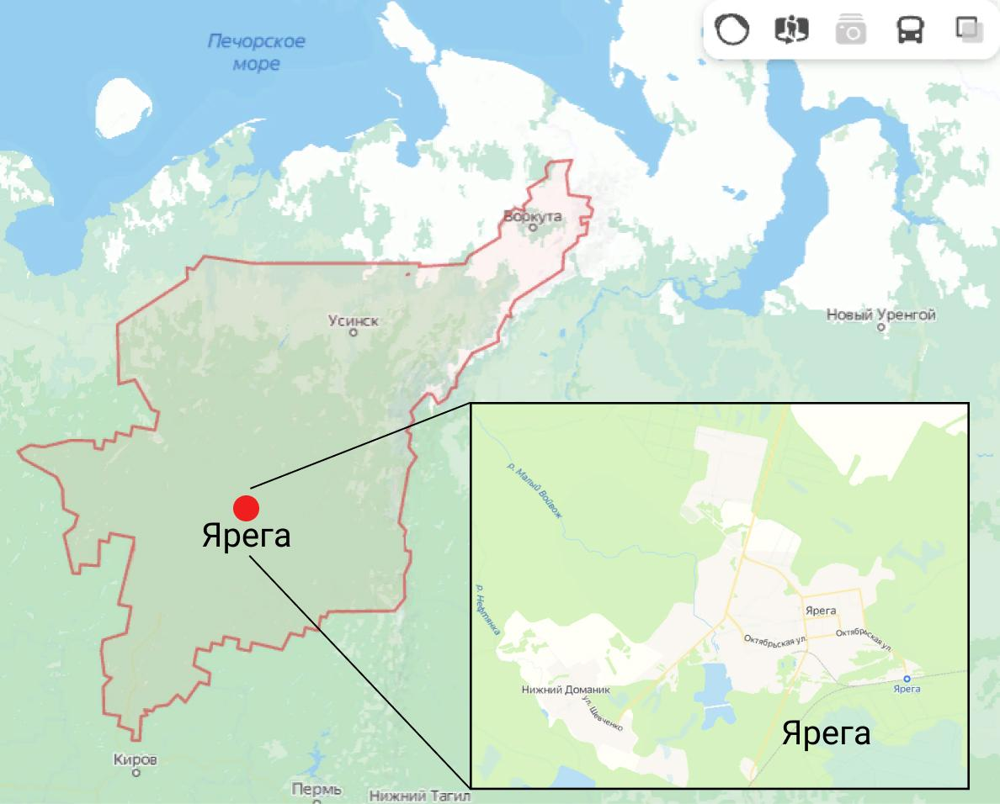 Печорское
море
Воркута
Усинск
Новый Уренгой
Ярега
Киров
Пермь
Нижний Тагил
р. Малый Войвож
р. Нефтянка
Ярега
Октябрьская ул.
Октябрьская ул.
Ярега
Нижний Доманик
ул. Шевченко
Ярега